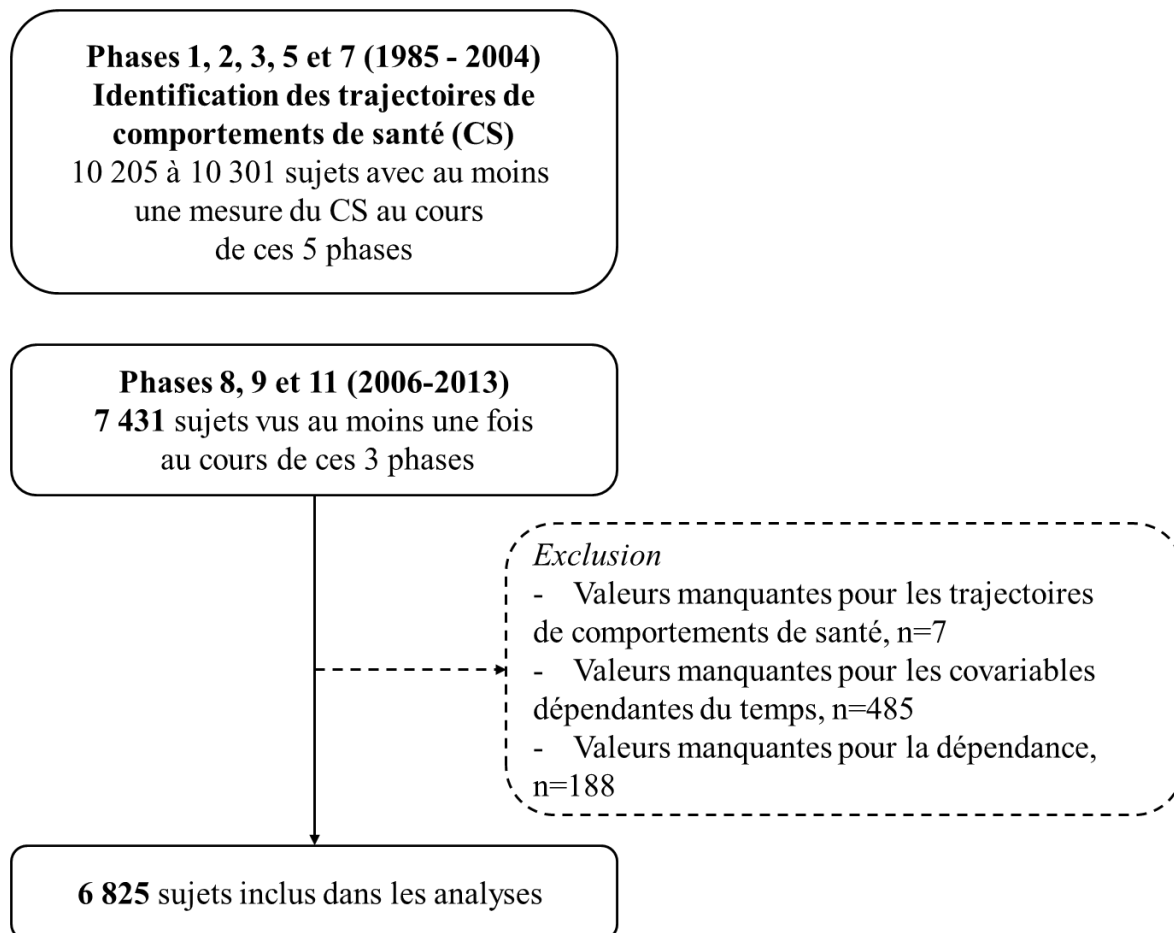 Phases 1, 2, 3, 5 et 7 (1985 - 2004)
Identification des trajectoires de
comportements de santé (CS)
10 205 à 10 301 sujets avec au moins
une mesure du CS au cours
de ces 5 phases
Phases 8, 9 et 11 (2006-2013)
7 431 sujets vus au moins une fois
au cours de ces 3 phases
Exclusion
- Valeurs manquantes pour les trajectoires
de comportements de santé, n=7
- Valeurs manquantes pour les covariables
dépendantes du temps, n=485
- Valeurs manquantes pour la dépendance,
n=188
6 825 sujets inclus dans les analyses